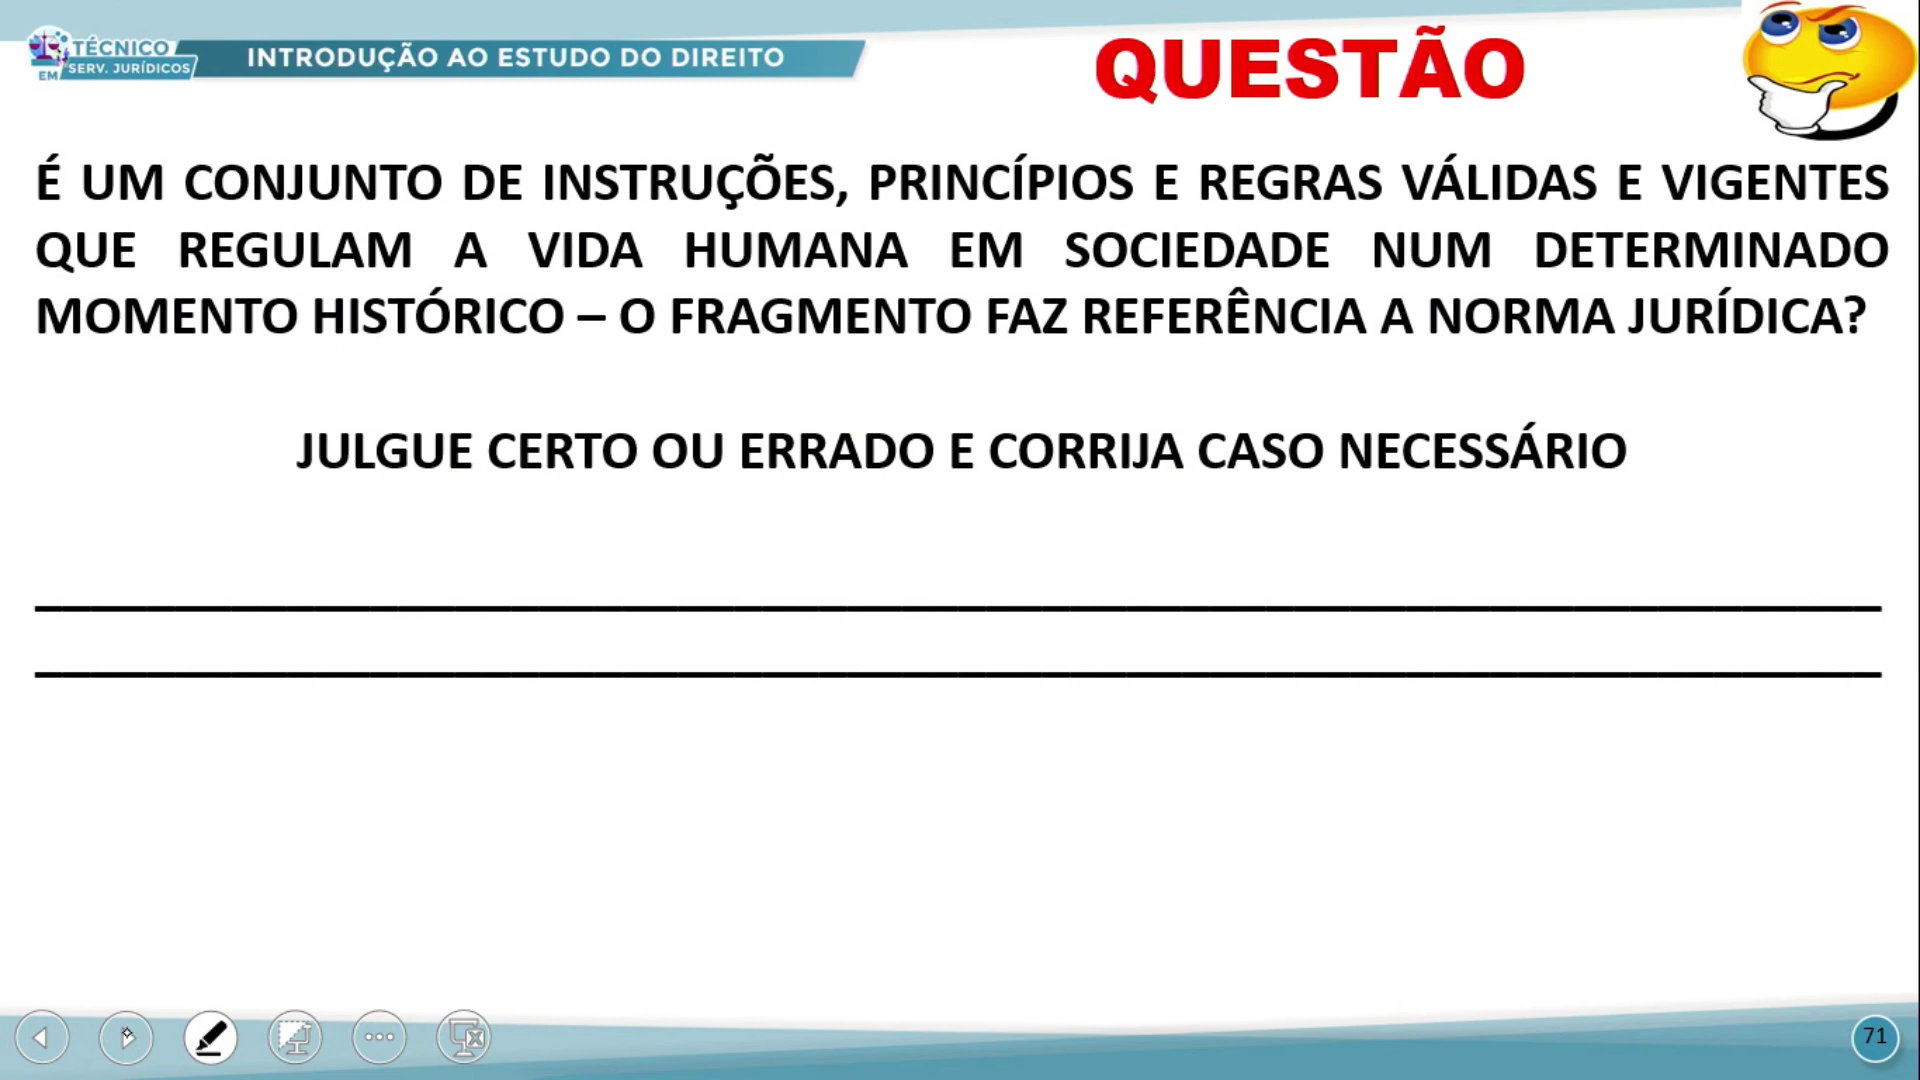 TÉCNICO
EM SERV. JURÍDICOS
INTRODUÇÃO AO ESTUDO DO DIREITO
QUESTÃO
É UM CONJUNTO DE INSTRUÇÕES, PRINCÍPIOS E REGRAS VÁLIDAS E VIGENTES
QUE REGULAM A VIDA HUMANA EM SOCIEDADE NUM DETERMINADO
MOMENTO HISTÓRICO – O FRAGMENTO FAZ REFERÊNCIA A NORMA JURÍDICA?
JULGUE CERTO OU ERRADO E CORRIJA CASO NECESSÁRIO
71